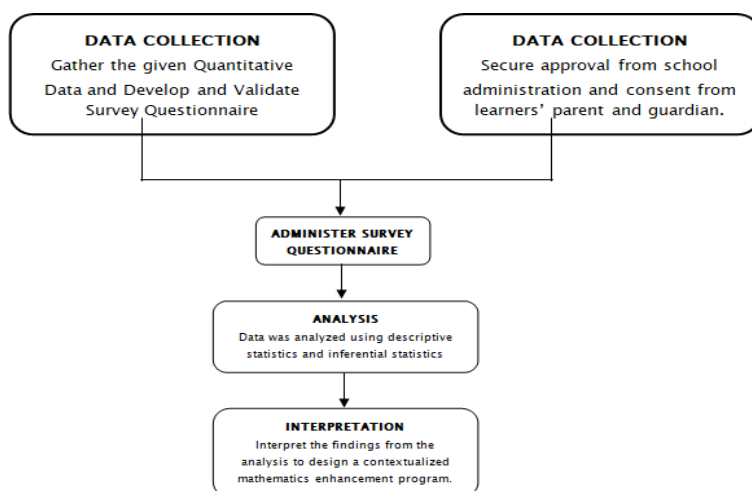 DATA COLLECTION
Gather the given Quantitative
Data and Develop and Validate
Survey Questionnaire
DATA COLLECTION
Secure approval from school
administration and consent from
learners' parent and guardian.
ADMINISTER SURVEY
QUESTIONNAIRE
ANALYSIS
Data was analyzed using descriptive
statistics and inferential statistics
INTERPRETATION
Interpret the findings from the
analysis to design a contextualized
mathematics enhancement program.